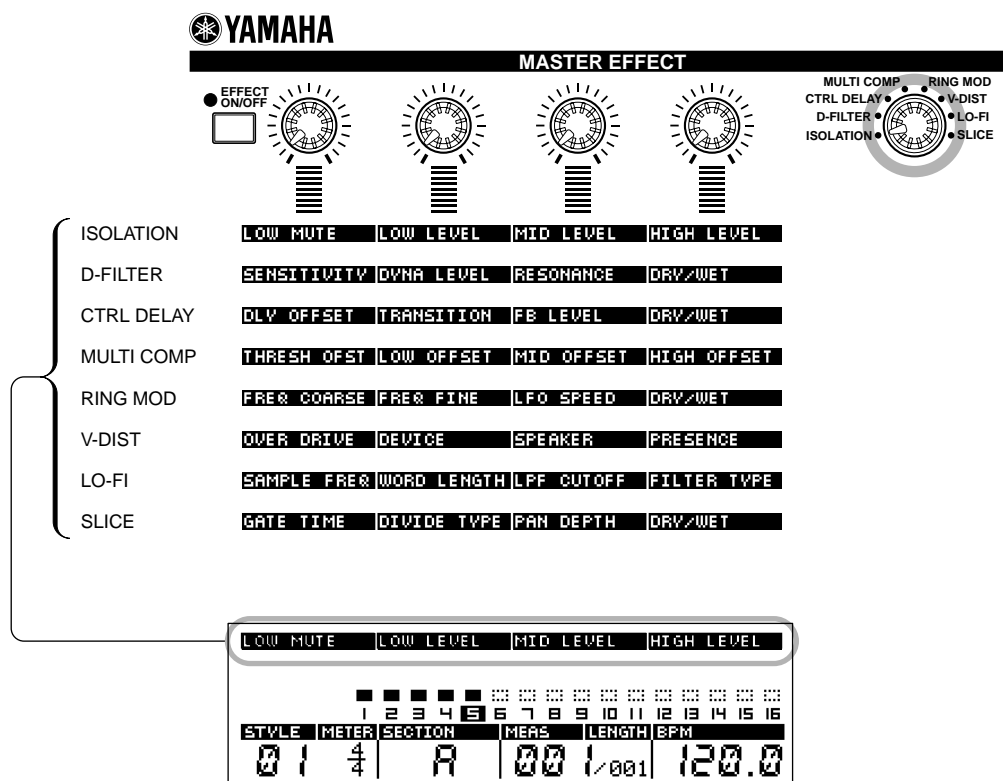 YAMAHA
MASTER EFFECT
EFFECT
ON/OFF
MULTI COMP
RING MOD
CTRL DELAY
V-DIST
D-FILTER
LO-FI
ISOLATION
SLICE
ISOLATION LOW MUTE LOW LEVEL MID LEVEL HIGH LEVEL
D-FILTER SENSITIVITY DYNA LEVEL RESONANCE DRY/WET
CTRL DELAY DLY OFFSET TRANSITION FB LEVEL DRY/WET
MULTI COMP THRESH OFST LOW OFFSET MID OFFSET HIGH OFFSET
RING MOD FREQ COARSE FREQ FINE LFO SPEED DRY/WET
V-DIST OVER DRIVE DEVICE SPEAKER PRESENCE
LO-FI SAMPLE FREQ WORD LENGTH LPF CUTOFF FILTER TYPE
SLICE GATE TIME DIVIDE TYPE PAN DEPTH DRY/WET
LOW MUTE LOW LEVEL MID LEVEL HIGH LEVEL
1 2 3 4 5 6 7 8 9 10 11 12 13 14 15 16
STYLE METER SECTION MEAS LENGTH BPM
01 4/4 A 001/001 120.0